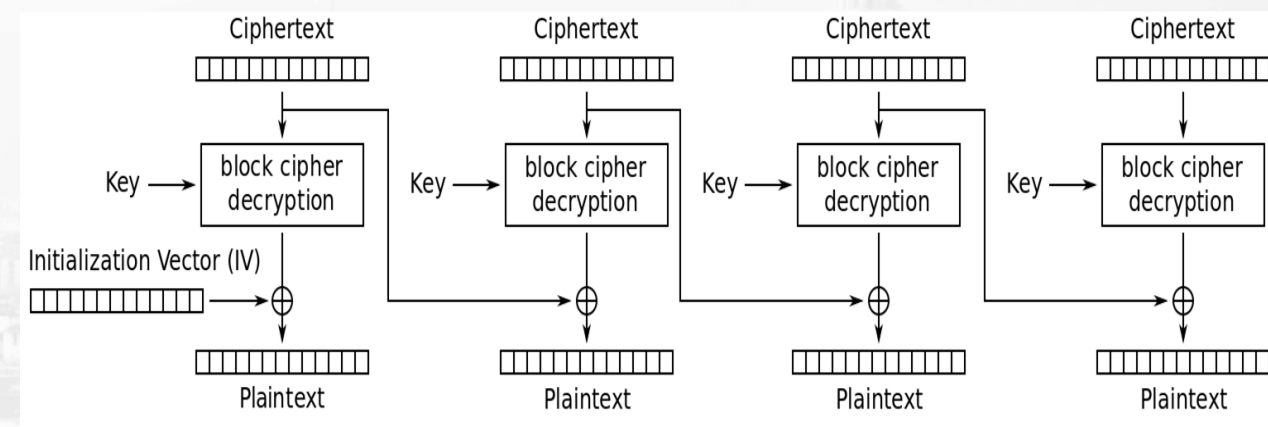 Ciphertext
Ciphertext
Ciphertext
Ciphertext
Key
block cipher
decryption
Key
block cipher
decryption
Key
block cipher
decryption
Key
block cipher
decryption
Initialization Vector (IV)
Plaintext
Plaintext
Plaintext
Plaintext